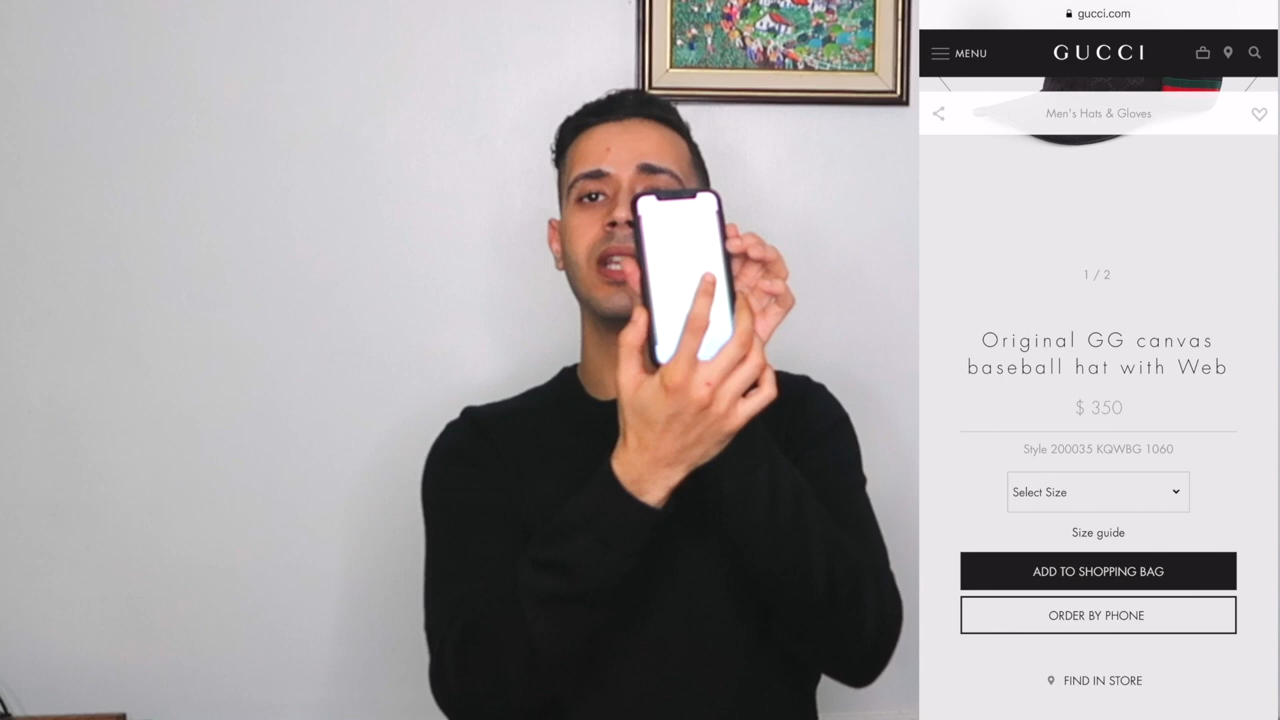 gucci.com
MENU
GUCCI
Men's Hats & Gloves
1 / 2
Original GG canvas
baseball hat with Web
$ 350
Style 200035 KQWBG 1060
Select Size
Size guide
ADD TO SHOPPING BAG
ORDER BY PHONE
FIND IN STORE